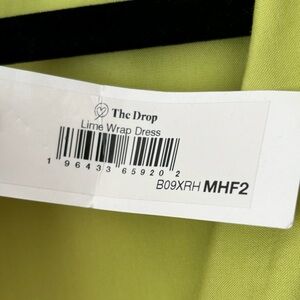 The Drop
Lime Wrap Dress
1 96433 65920 2
B09XRH MHF2